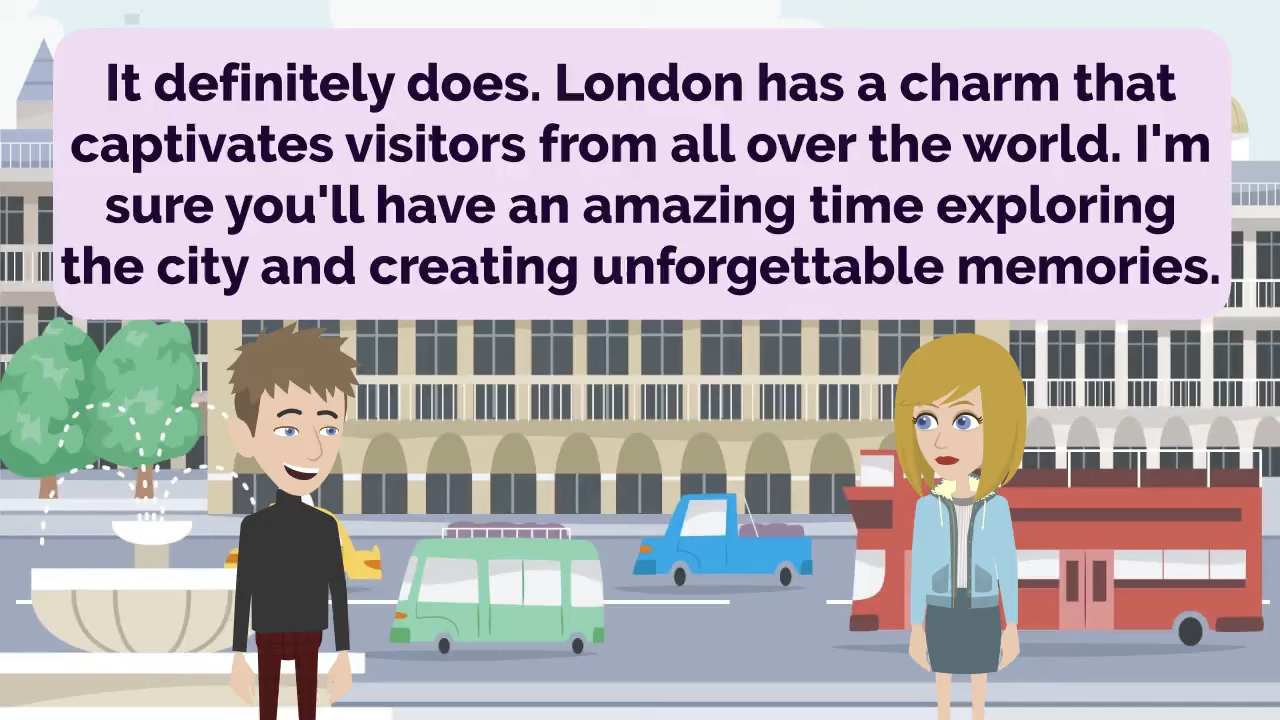 It definitely does. London has a charm that
captivates visitors from all over the world. I'm
sure you'll have an amazing time exploring
the city and creating unforgettable memories.